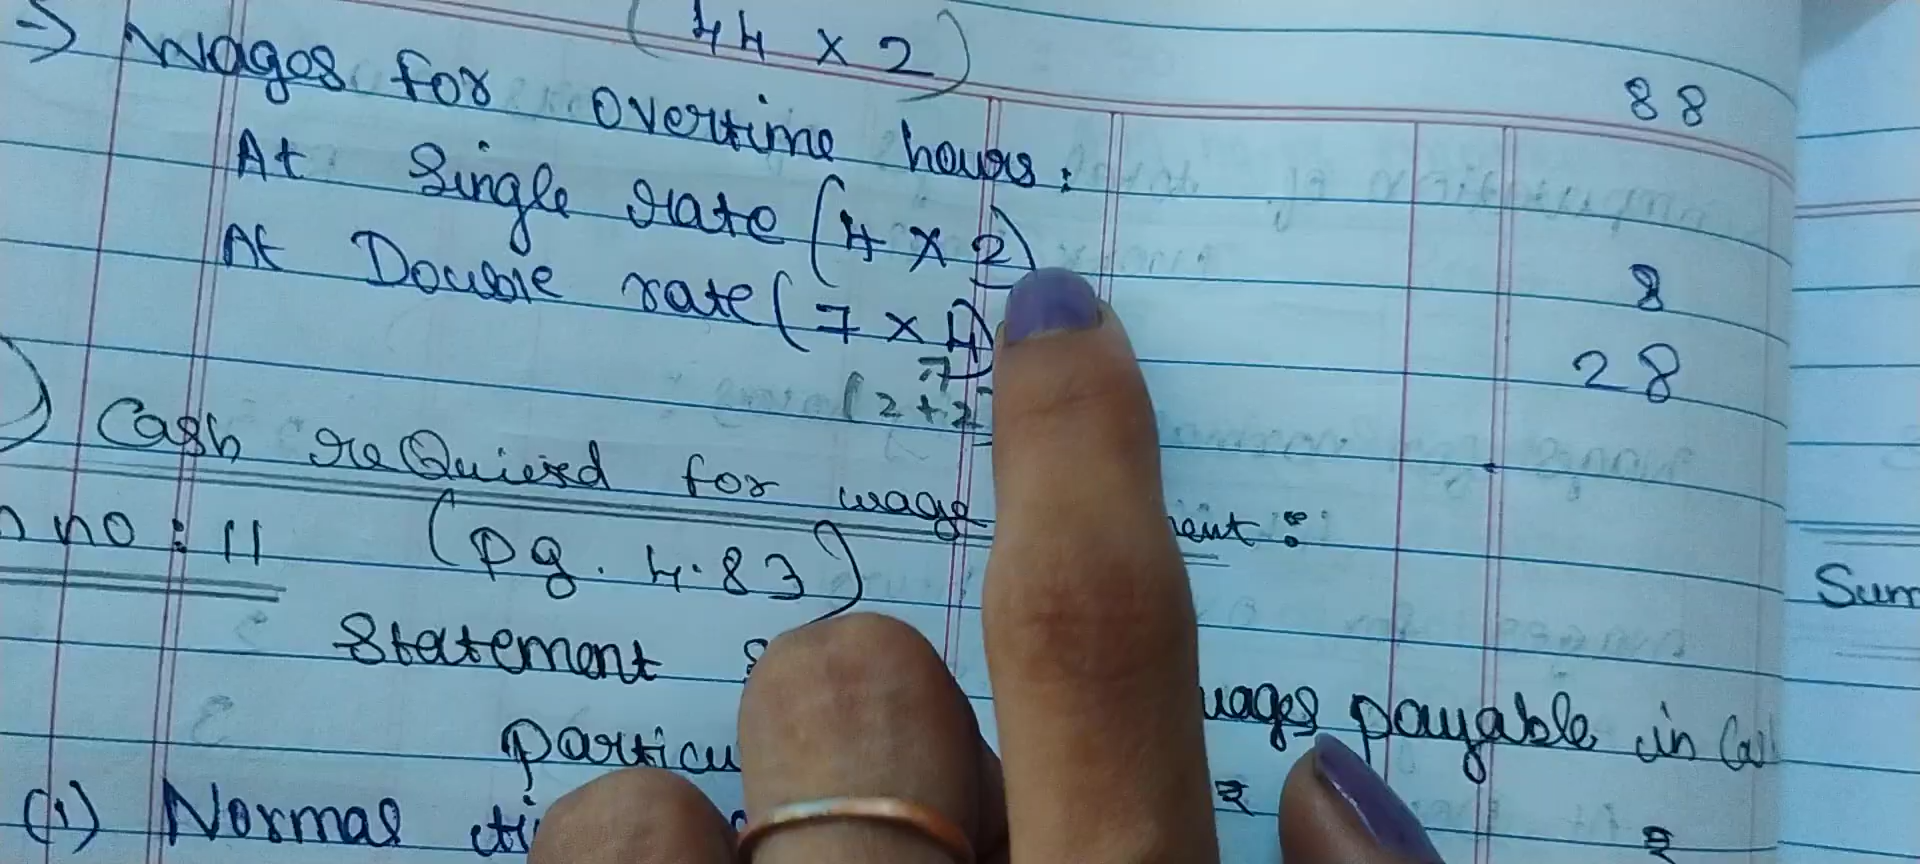 (44 × 2) 88
→ Wages for overtime hours:
At Single rate (4 × 2) 8
At Double rate (7 × 4) 28
(2+2
) Cash reQuiered for wage ent:
no: 11 (pg. 4.83)
Statement wages payable in
particu ₹ ₹
(1) Normal
Sum